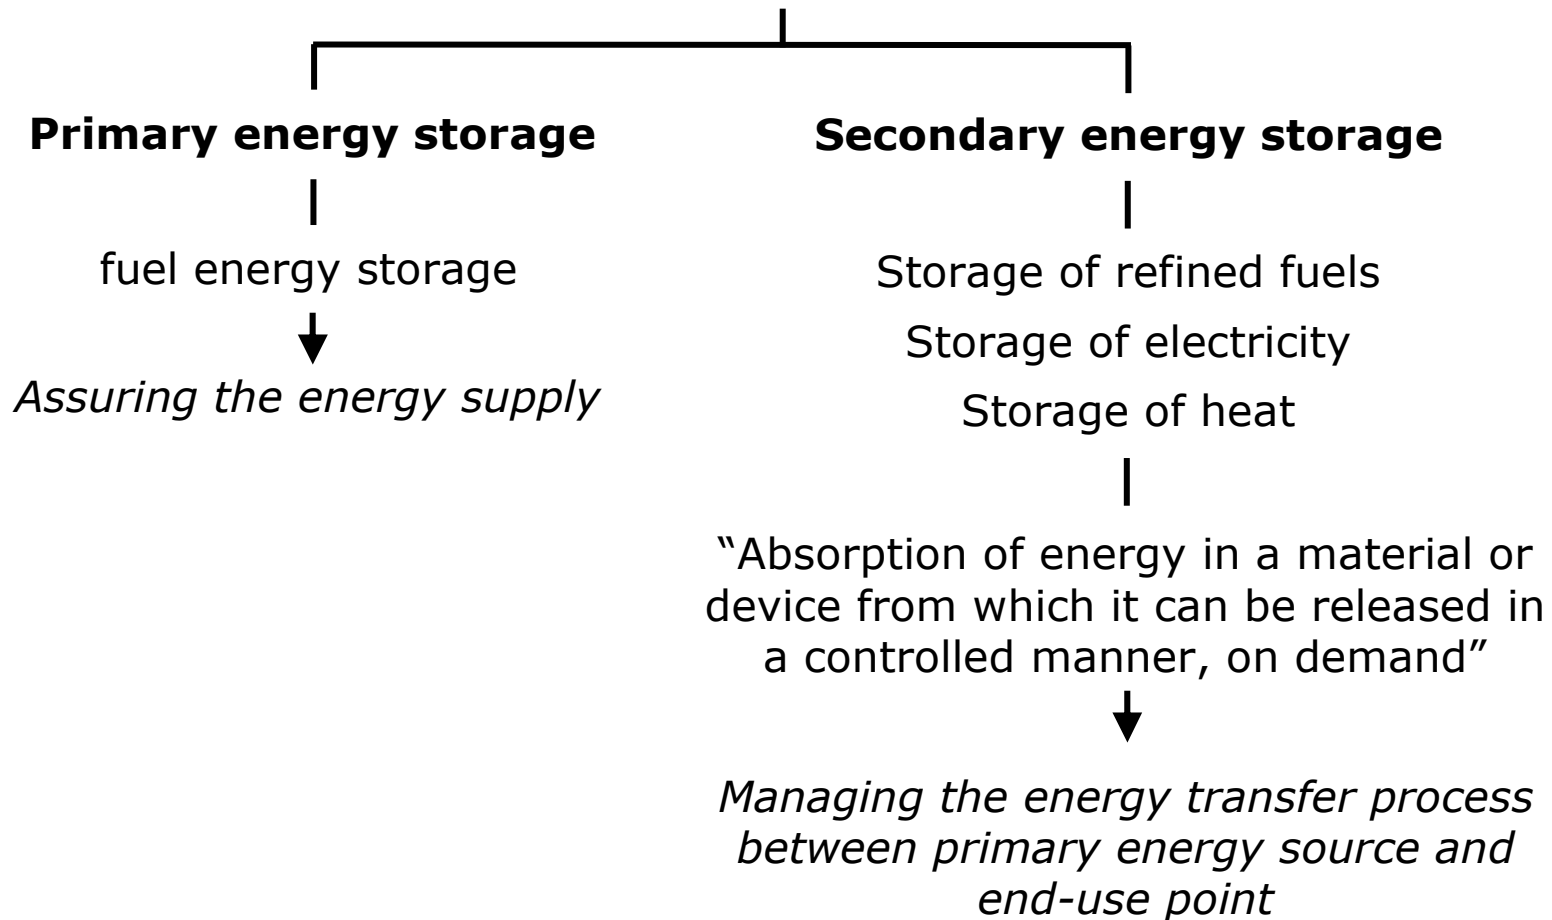 Primary energy storage
fuel energy storage
Assuring the energy supply
Secondary energy storage
Storage of refined fuels
Storage of electricity
Storage of heat
“Absorption of energy in a material or
device from which it can be released in
a controlled manner, on demand”
Managing the energy transfer process
between primary energy source and
end-use point